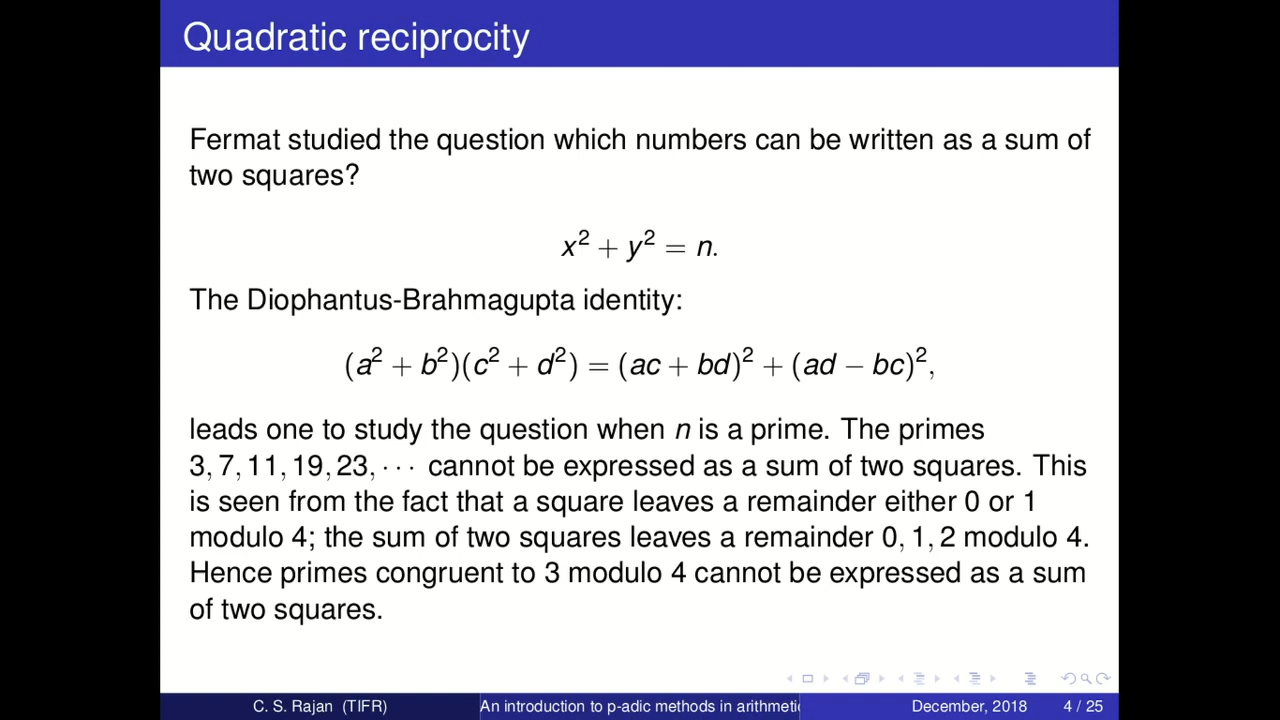 Quadratic reciprocity
Fermat studied the question which numbers can be written as a sum of
two squares?
x² + y² = n.
The Diophantus-Brahmagupta identity:
(a² + b²)(c² + d²) = (ac + bd)² + (ad − bc)²,
leads one to study the question when n is a prime. The primes
3, 7, 11, 19, 23, ⋯ cannot be expressed as a sum of two squares. This
is seen from the fact that a square leaves a remainder either 0 or 1
modulo 4; the sum of two squares leaves a remainder 0, 1, 2 modulo 4.
Hence primes congruent to 3 modulo 4 cannot be expressed as a sum
of two squares.
C. S. Rajan (TIFR) An introduction to p-adic methods in arithmetic December, 2018 4 / 25